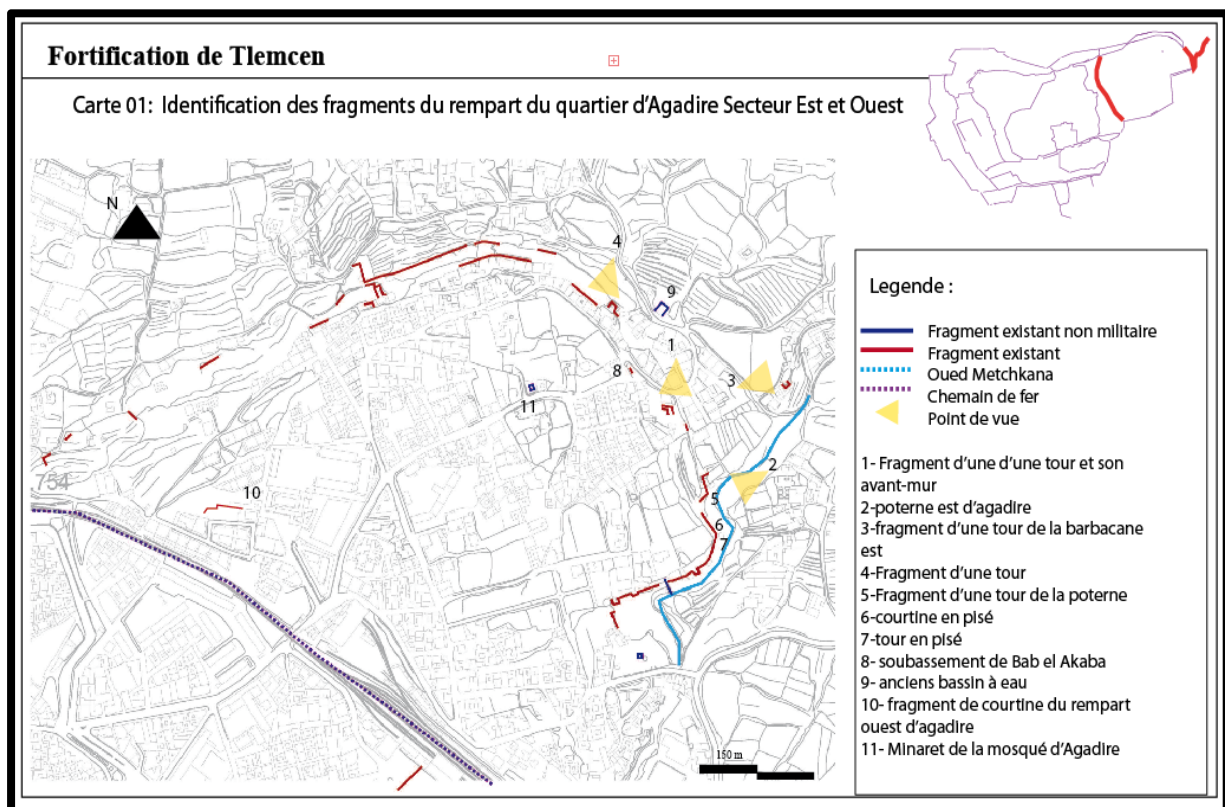 Fortification de Tlemcen
Carte 01: Identification des fragments du rempart du quartier d'Agadire Secteur Est et Ouest
N
4
9
1
8
3
11
2
754
10
5
6
7
150 m
Legende :
Fragment existant non militaire
Fragment existant
Oued Metchkana
Chemain de fer
Point de vue
1- Fragment d'une d'une tour et son
avant-mur
2-poterne est d'agadire
3-fragment d'une tour de la barbacane
est
4-Fragment d'une tour
5-Fragment d'une tour de la poterne
6-courtine en pisé
7-tour en pisé
8- soubassement de Bab el Akaba
9- anciens bassin à eau
10- fragment de courtine du rempart
ouest d'agadire
11- Minaret de la mosqué d'Agadire